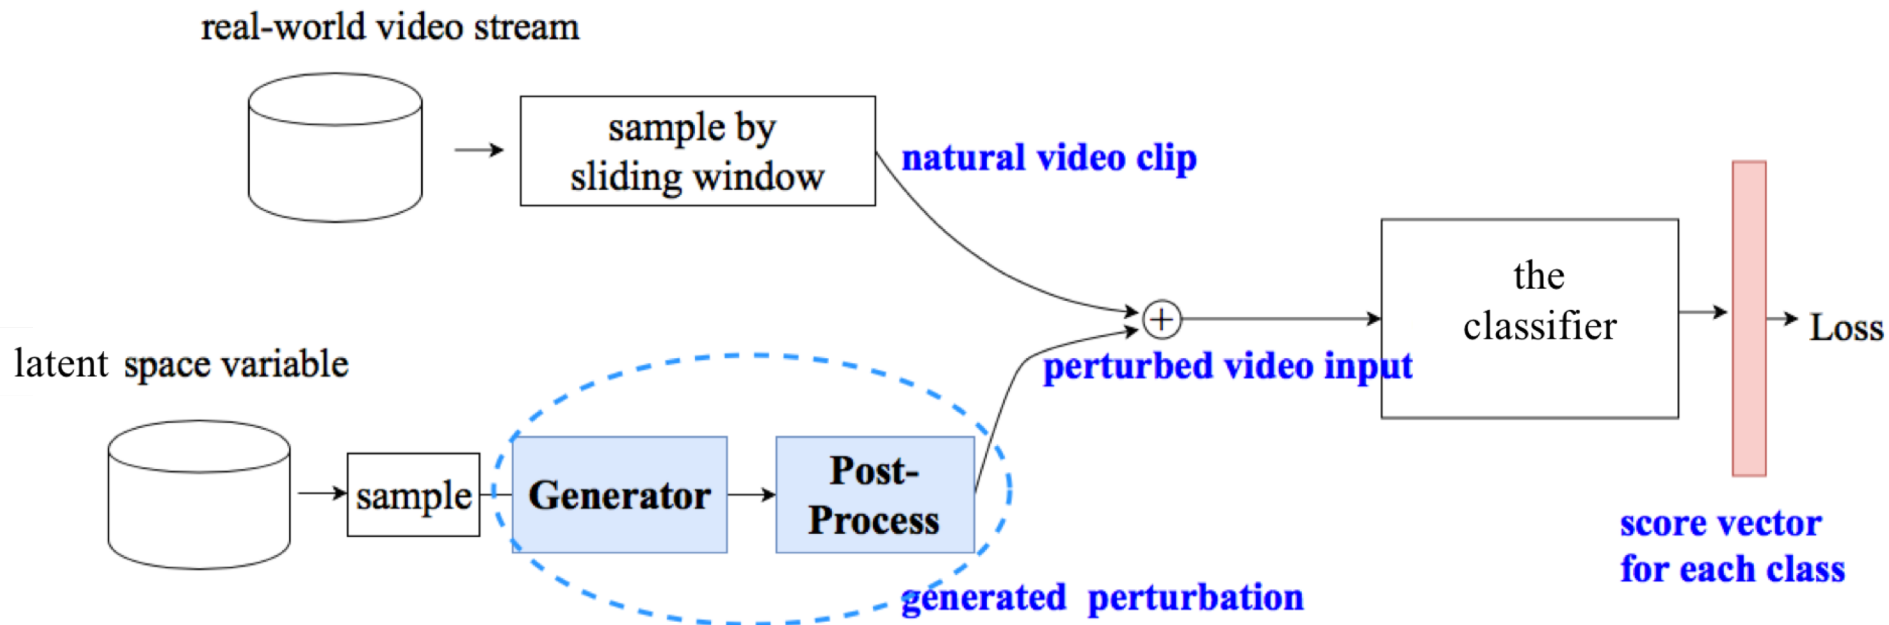 real-world video stream
sample by
sliding window
natural video clip
the
classifier
Loss
perturbed video input
latent space variable
sample
Generator
Post-
Process
generated perturbation
score vector
for each class